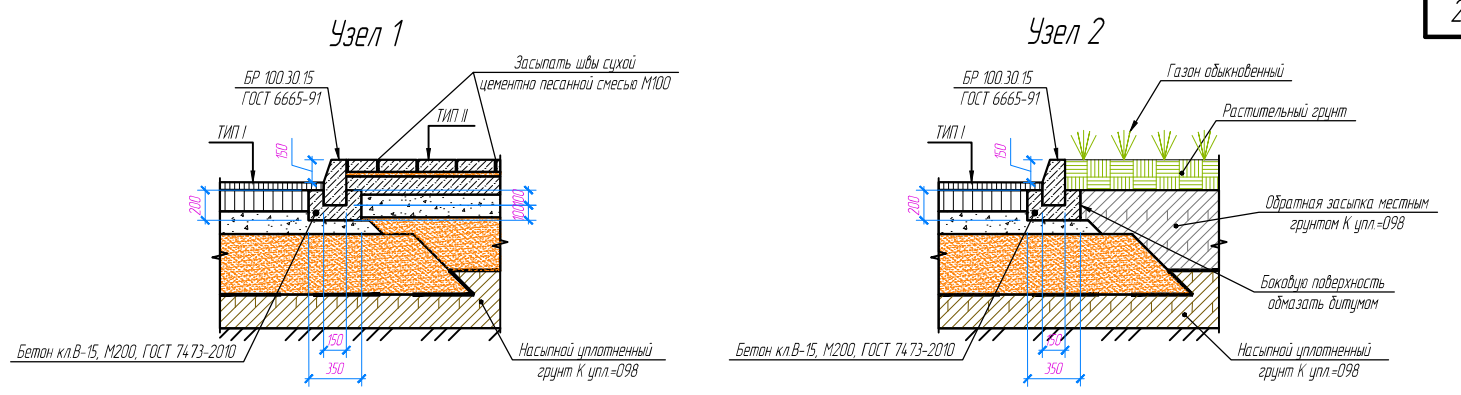 2
Узел 1
БР 100.30.15
ГОСТ 6665-91
Засыпать швы сухой
цементно песанной смесью М100
ТИП I
ТИП II
150
200
100
100
Бетон кл.В-15, М200, ГОСТ 7473-2010
150
350
Насыпной уплотненный
грунт К упл.=098
Узел 2
БР 100.30.15
ГОСТ 6665-91
Газон обыкновенный
Растительный грунт
ТИП I
150
200
Обратная засыпка местным
грунтом К упл.=098
Боковую поверхность
обмазать битумом
Бетон кл.В-15, М200, ГОСТ 7473-2010
150
350
Насыпной уплотненный
грунт К упл.=098